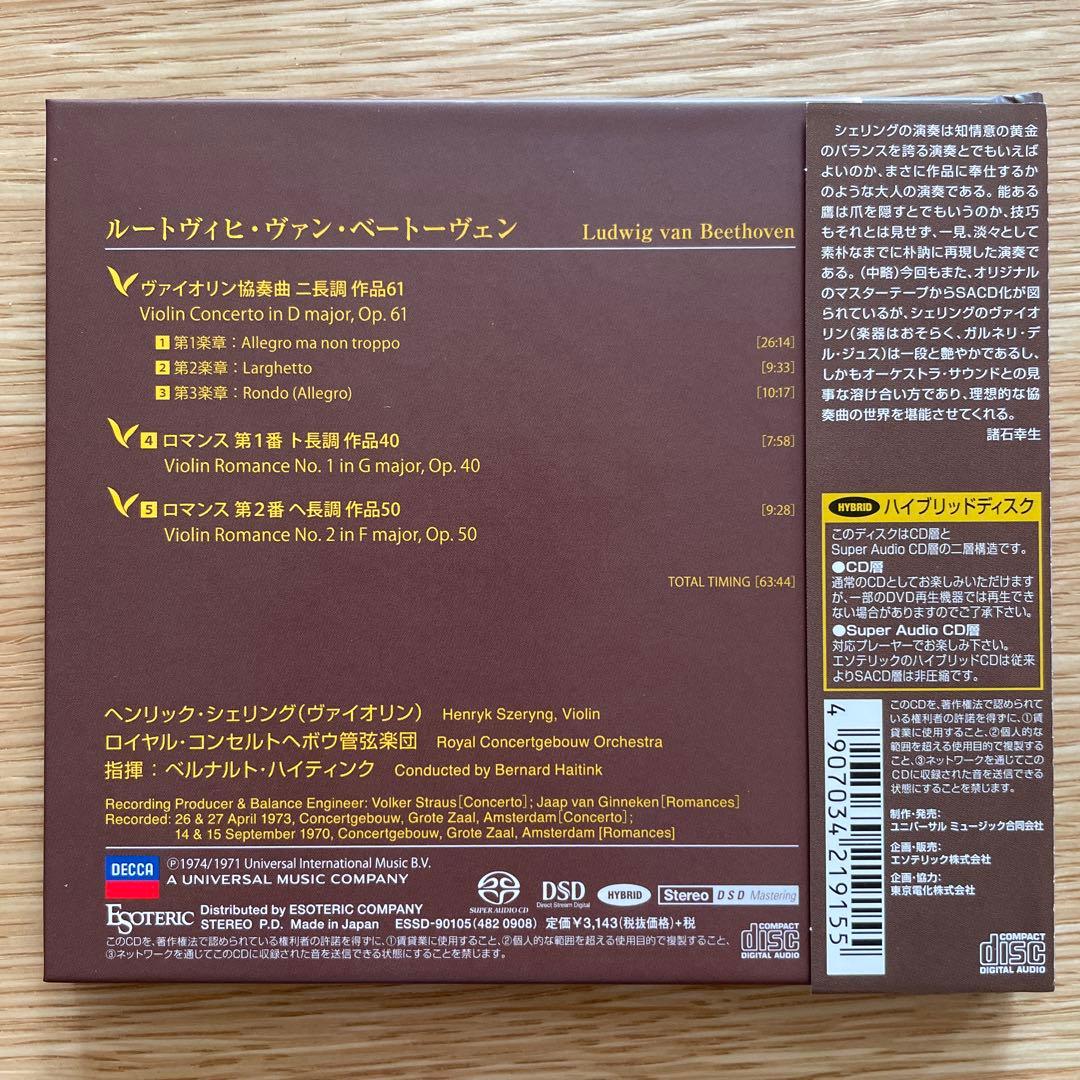 ルートヴィヒ・ヴァン・ベートーヴェン Ludwig van Beethoven
ヴァイオリン協奏曲 ニ長調 作品61
Violin Concerto in D major, Op. 61
1 第1楽章：Allegro ma non troppo [26:14]
2 第2楽章：Larghetto [9:33]
3 第3楽章：Rondo (Allegro) [10:17]
4 ロマンス 第1番 ト長調 作品40 [7:58]
Violin Romance No. 1 in G major, Op. 40
5 ロマンス 第2番 ヘ長調 作品50 [9:28]
Violin Romance No. 2 in F major, Op. 50
TOTAL TIMING [63:44]
ヘンリック・シェリング（ヴァイオリン） Henryk Szeryng, Violin
ロイヤル・コンセルトヘボウ管弦楽団 Royal Concertgebouw Orchestra
指揮：ベルナルト・ハイティンク Conducted by Bernard Haitink
Recording Producer & Balance Engineer: Volker Straus [Concerto] ; Jaap van Ginneken [Romances]
Recorded: 26 & 27 April 1973, Concertgebouw, Grote Zaal, Amsterdam [Concerto] ;
14 & 15 September 1970, Concertgebouw, Grote Zaal, Amsterdam [Romances]
DECCA
℗1974/1971 Universal International Music B.V.
A UNIVERSAL MUSIC COMPANY
SUPER AUDIO CD
DSD
Direct Stream Digital
HYBRID
Stereo DSD Mastering
ESOTERIC
Distributed by ESOTERIC COMPANY
STEREO P.D. Made in Japan ESSD-90105 (482 0908) 定価¥3,143(税抜価格)+税
このCDを、著作権法で認められている権利者の許諾を得ずに、①賃貸業に使用すること、②個人的な範囲を超える使用目的で複製すること、
③ネットワークを通じてこのCDに収録された音を送信できる状態にすることを禁じます。
COMPACT
disc
DIGITAL AUDIO
シェリングの演奏は知情意の黄金
のバランスを誇る演奏とでもいえば
よいのか、まさに作品に奉仕するか
のような大人の演奏である。能ある
鷹は爪を隠すとでもいうのか、技巧
もそれとは見せず、一見、淡々として
素朴なまでに朴訥に再現した演奏で
ある。（中略）今回もまた、オリジナル
のマスターテープからSACD化が図
られているが、シェリングのヴァイオ
リン（楽器はおそらく、ガルネリ・デ
ル・ジュス）は一段と艶やかであるし、
しかもオーケストラ・サウンドとの見
事な溶け合い方であり、理想的な協
奏曲の世界を堪能させてくれる。
諸石幸生
HYBRID ハイブリッドディスク
このディスクはCD層と
Super Audio CD層の二層構造です。
●CD層
通常のCDとしてお楽しみいただけます
が、一部のDVD再生機器では再生でき
ない場合がありますのでご了承下さい。
●Super Audio CD層
対応プレーヤーでお楽しみ下さい。
エソテリックのハイブリッドCDは従来
よりSACD層は非圧縮です。
4 907034 219155
このCDを、著作権法で認められて
いる権利者の許諾を得ずに、①賃
貸業に使用すること、②個人的な
範囲を超える使用目的で複製する
こと、③ネットワークを通じてこの
CDに収録された音を送信できる
状態にすることを禁じます。
制作・発売：
ユニバーサル ミュージック合同会社
企画・販売：
エソテリック株式会社
企画・協力：
東京電化株式会社
COMPACT
disc
DIGITAL AUDIO